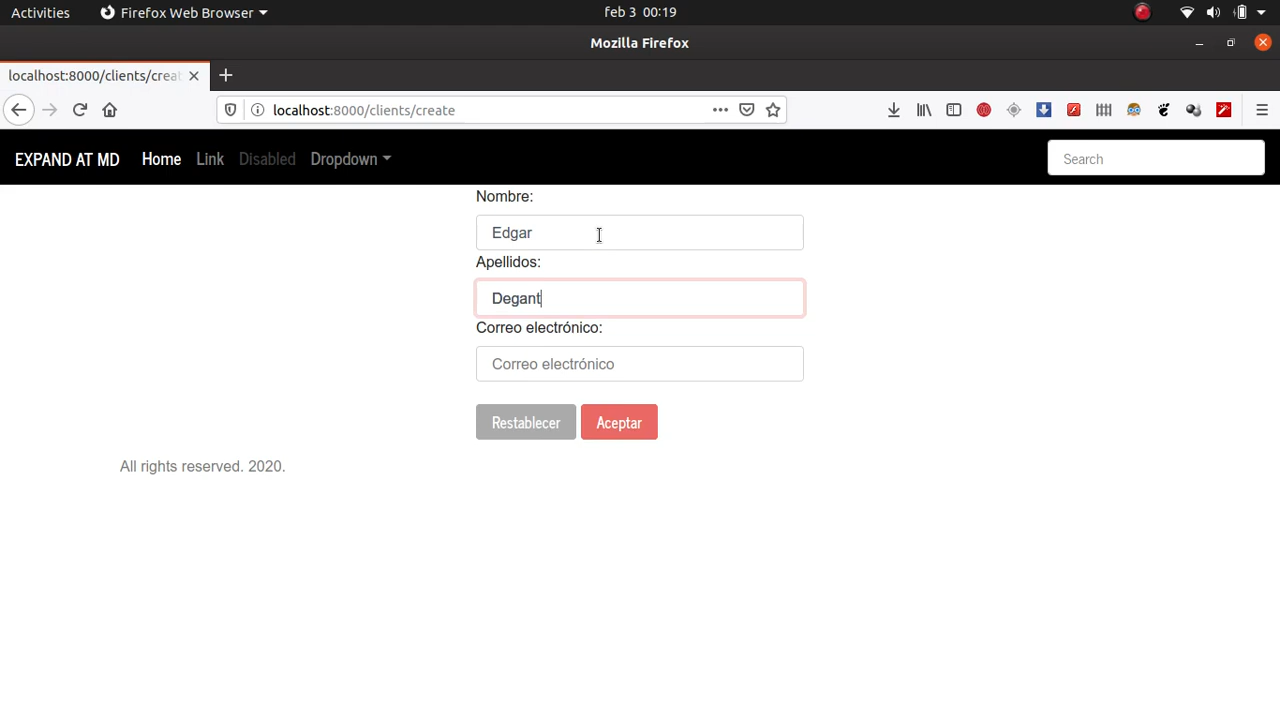 Activities Firefox Web Browser feb 3 00:19
Mozilla Firefox
localhost:8000/clients/creat
localhost:8000/clients/create
EXPAND AT MD Home Link Disabled Dropdown Search
Nombre:
Edgar
Apellidos:
Degant
Correo electrónico:
Correo electrónico
Restablecer Aceptar
All rights reserved. 2020.